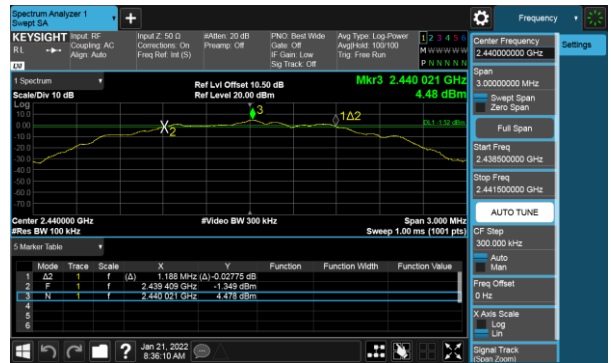 Spectrum Analyzer 1
Swept SA
Frequency
KEYSIGHT Input: RF Input Z: 50 Ω #Atten: 20 dB PNO: Best Wide Avg Type: Log-Power 1 2 3 4 5 6
RL Coupling: AC Corrections: On Preamp: Off Gate: Off Avg|Hold: 100/100 M W W W W W
Align: Auto Freq Ref: Int (S) IF Gain: Low Trig: Free Run
Sig Track: Off P N N N N N
LXI
1 Spectrum
Scale/Div 10 dB
Ref Lvl Offset 10.50 dB
Ref Level 20.00 dBm
Mkr3 2.440 021 GHz
4.48 dBm
Log
10.0
0.00
-10.0
-20.0
-30.0
-40.0
-50.0
-60.0
-70.0
X2
3
1Δ2
DL1 -1.52 dBm
Center 2.440000 GHz #Video BW 300 kHz Span 3.000 MHz
#Res BW 100 kHz Sweep 1.00 ms (1001 pts)
5 Marker Table
Mode Trace Scale X Y Function Function Width Function Value
1 Δ2 1 f (Δ) 1.188 MHz (Δ) -0.02775 dB
2 F 1 f 2.439 409 GHz -1.349 dBm
3 N 1 f 2.440 021 GHz 4.478 dBm
4
5
6
Jan 21, 2022
8:36:10 AM
Center Frequency
2.440000000 GHz
Settings
Span
3.00000000 MHz
Swept Span
Zero Span
Full Span
Start Freq
2.438500000 GHz
Stop Freq
2.441500000 GHz
AUTO TUNE
CF Step
300.000 kHz
Auto
Man
Freq Offset
0 Hz
X Axis Scale
Log
Lin
Signal Track
(Span Zoom)